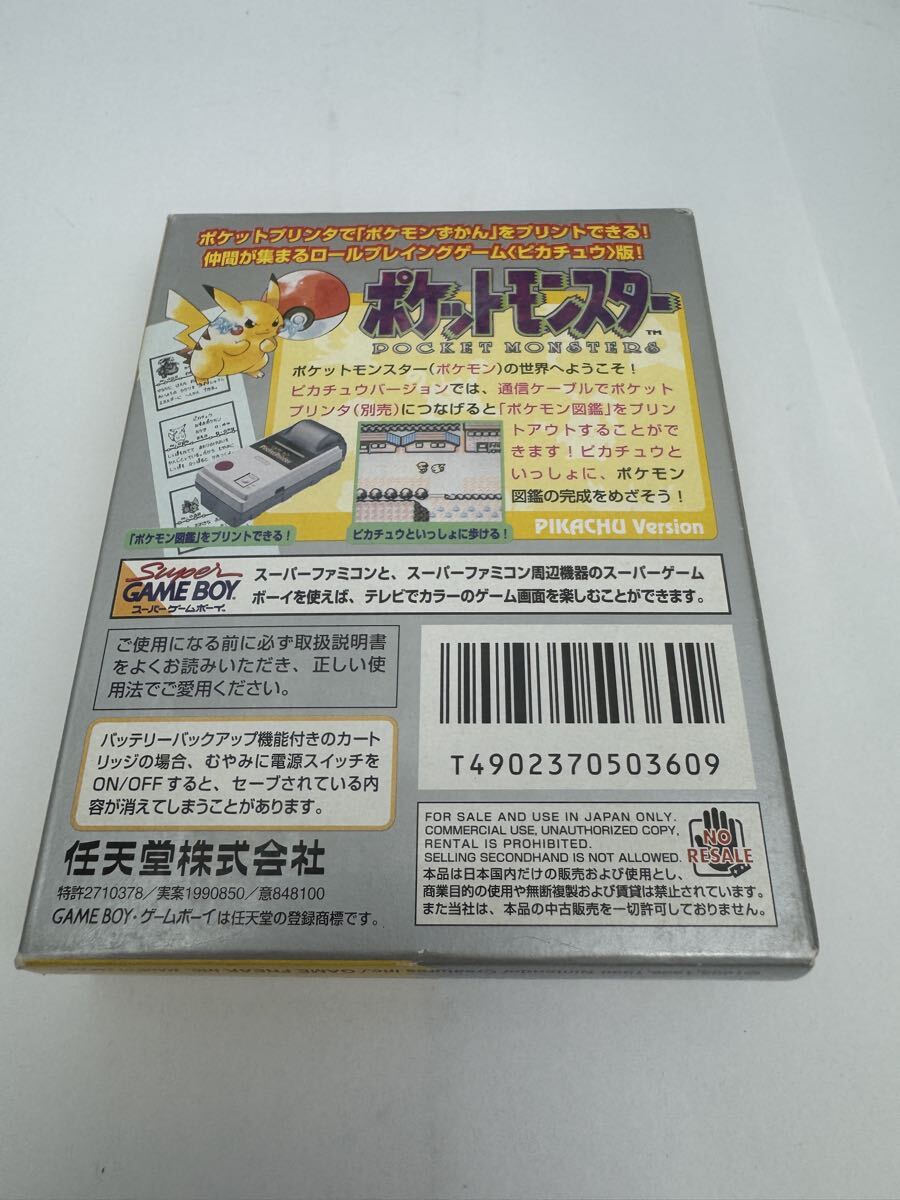 ポケットプリンタで「ポケモンずかん」をプリントできる!
仲間が集まるロールプレイングゲーム〈ピカチュウ〉版!
ポケットモンスター™
POCKET MONSTERS
ポケットモンスター(ポケモン)の世界へようこそ!
ピカチュウバージョンでは、通信ケーブルでポケット
プリンタ(別売)につなげると「ポケモン図鑑」をプリン
トアウトすることがで
きます!ピカチュウと
いっしょに、ポケモン
図鑑の完成をめざそう!
PIKACHU Version
ピカチュウ
「ポケモン図鑑」をプリントできる!
ピカチュウといっしょに歩ける!
Super
GAME BOY
スーパーゲームボーイ
スーパーファミコンと、スーパーファミコン周辺機器のスーパーゲーム
ボーイを使えば、テレビでカラーのゲーム画面を楽しむことができます。
ご使用になる前に必ず取扱説明書
をよくお読みいただき、正しい使
用法でご愛用ください。
バッテリーバックアップ機能付きのカート
リッジの場合、むやみに電源スイッチを
ON/OFFすると、セーブされている内
容が消えてしまうことがあります。
任天堂株式会社
特許2710378/実案1990850/意848100
GAME BOY・ゲームボーイは任天堂の登録商標です。
T4902370503609
FOR SALE AND USE IN JAPAN ONLY.
COMMERCIAL USE, UNAUTHORIZED COPY,
RENTAL IS PROHIBITED.
SELLING SECONDHAND IS NOT ALLOWED.
NO
RESALE
本品は日本国内だけの販売および使用とし、
商業目的の使用や無断複製および賃貸は禁止されています。
また当社は、本品の中古販売を一切許可しておりません。